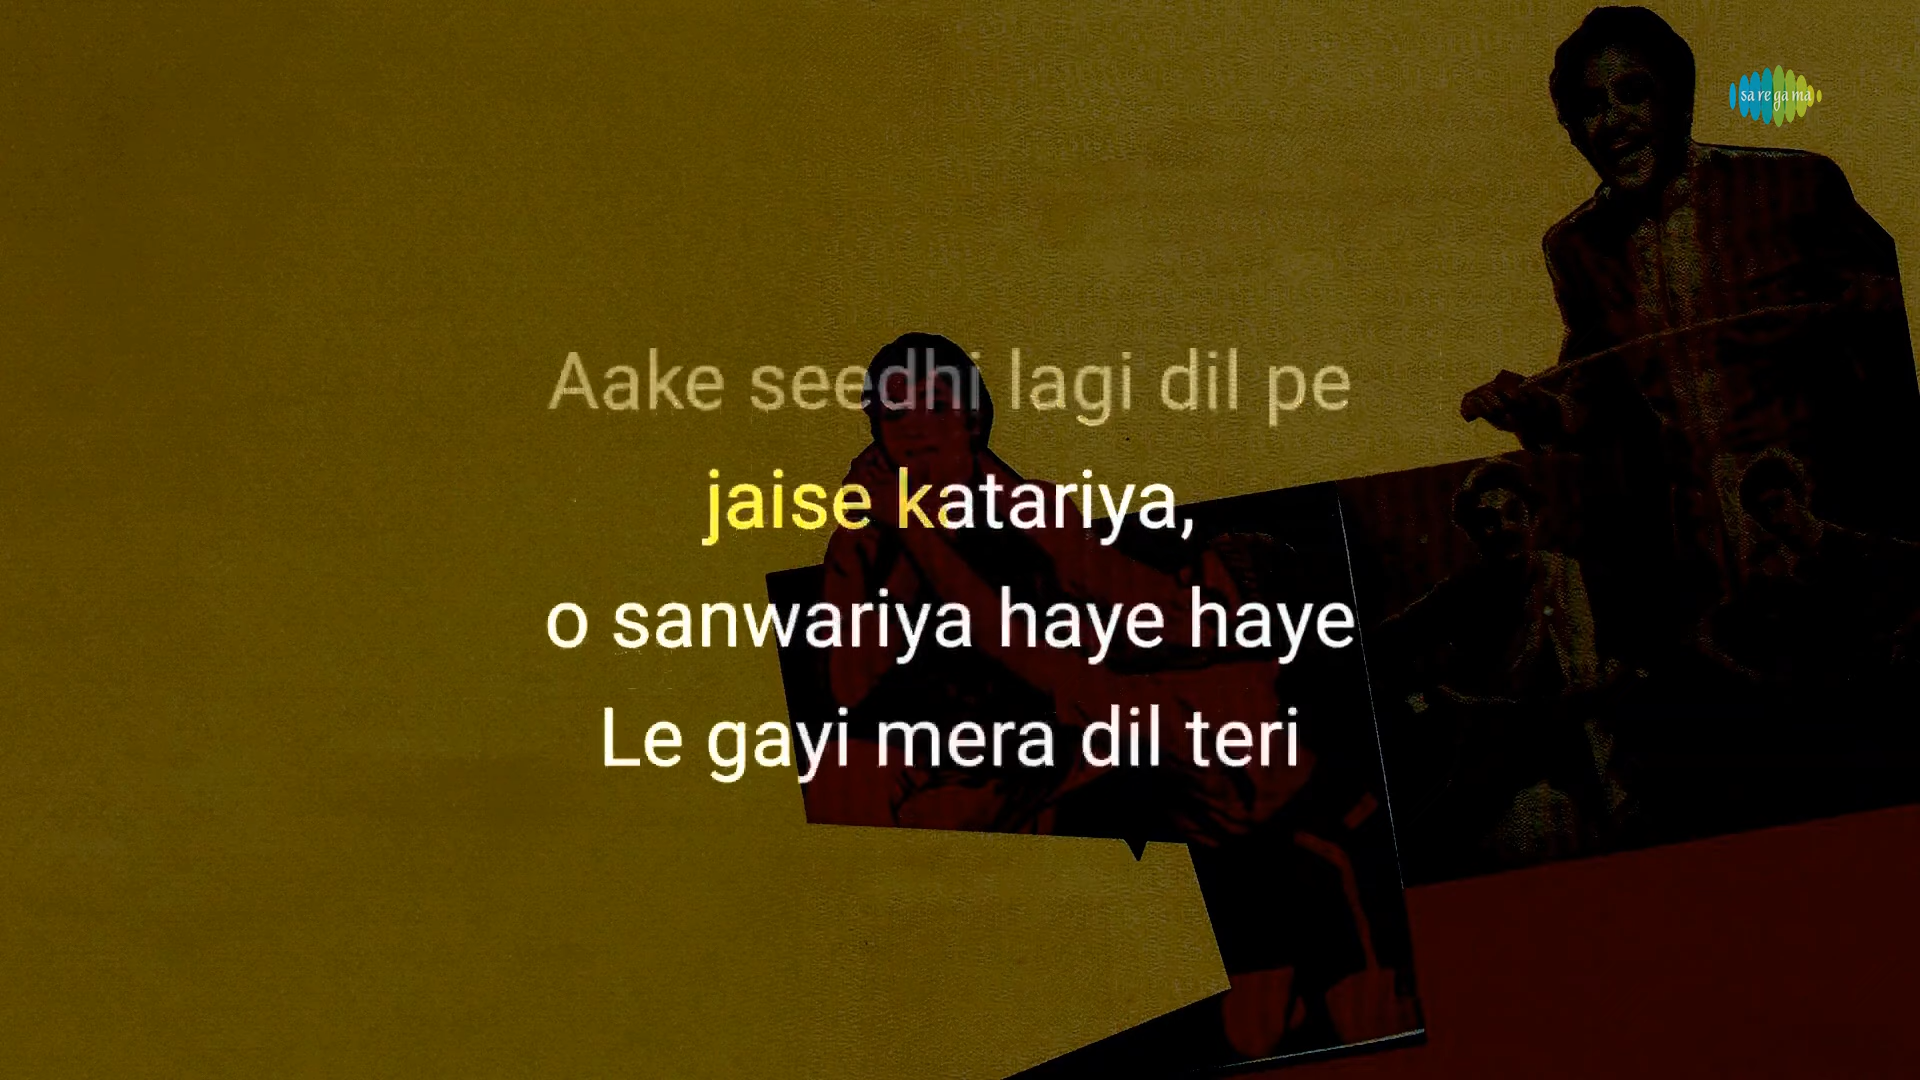 sa re ga ma
Aake seedhi lagi dil pe
jaise katariya,
o sanwariya haye haye
Le gayi mera dil teri